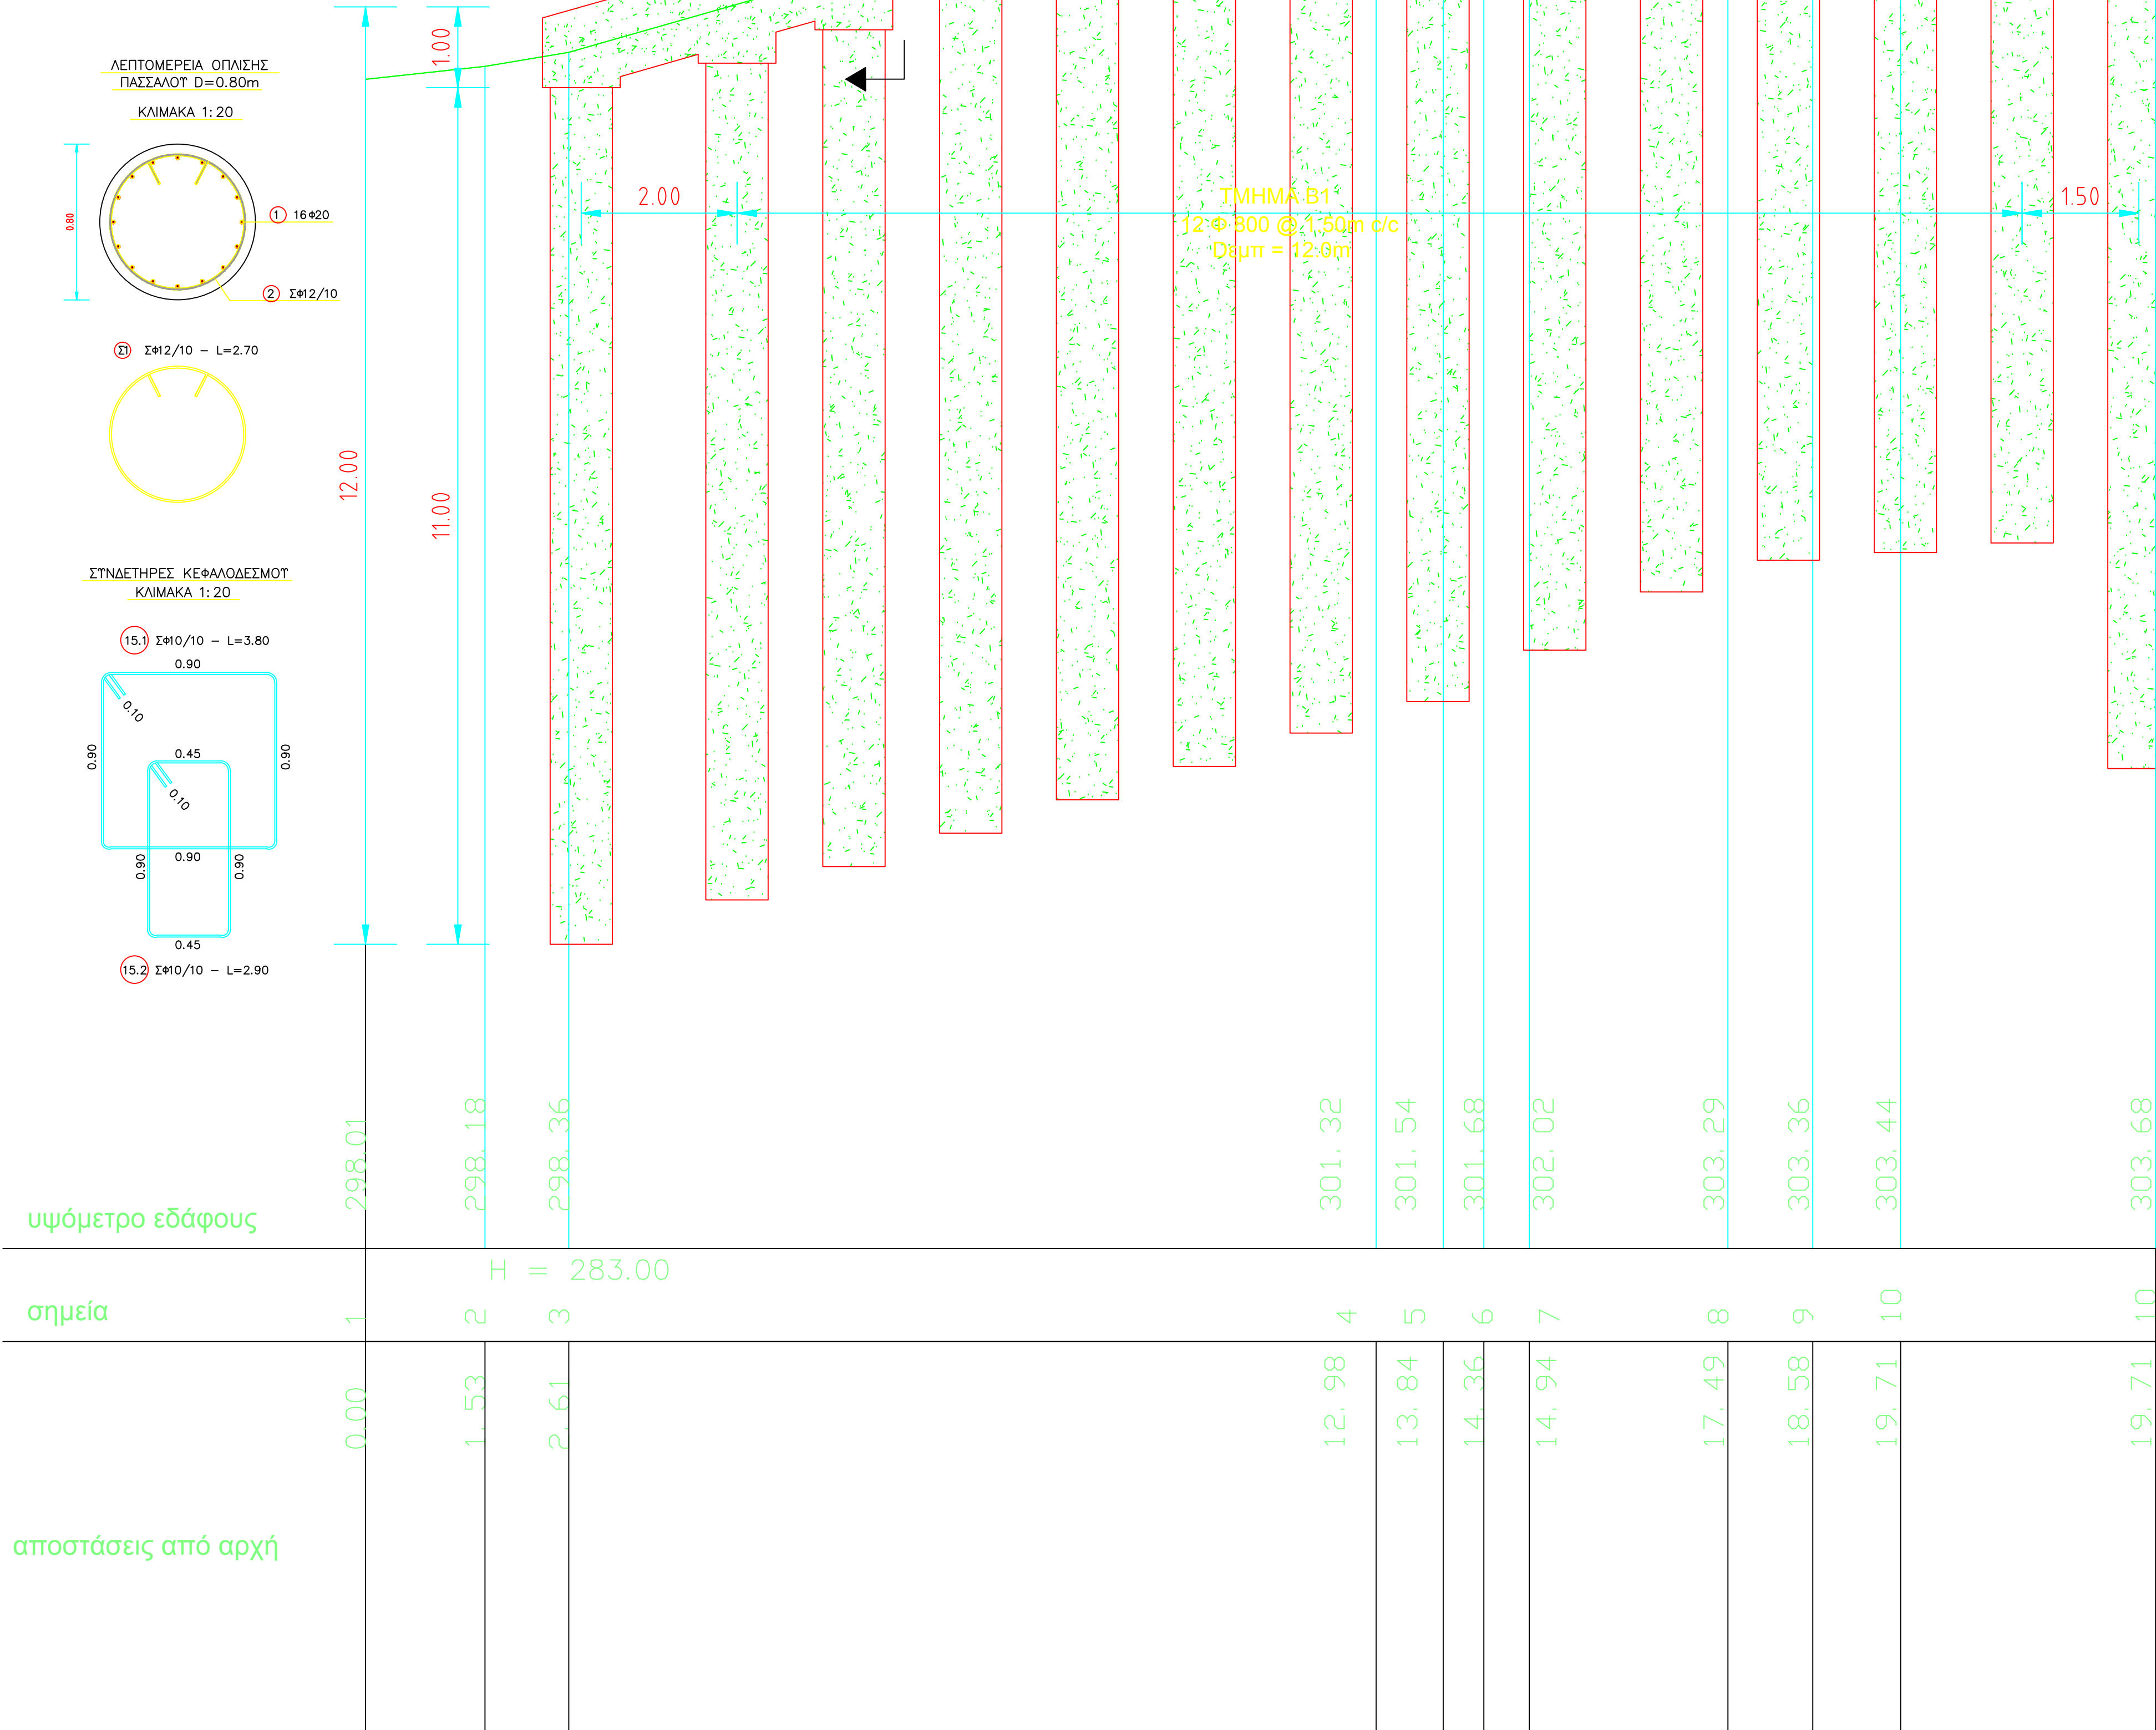 ΛΕΠΤΟΜΕΡΕΙΑ ΟΠΛΙΣΗΣ
ΠΑΣΣΑΛΟΥ D=0.80m
ΚΛΙΜΑΚΑ 1:20
0.80
1 16Φ20
2 ΣΦ12/10
Σ1 ΣΦ12/10 - L=2.70
ΣΥΝΔΕΤΗΡΕΣ ΚΕΦΑΛΟΔΕΣΜΟΥ
ΚΛΙΜΑΚΑ 1:20
15.1 ΣΦ10/10 - L=3.80
0.90
0.10
0.90
0.90
0.45
0.10
0.90
0.90
0.90
0.45
15.2 ΣΦ10/10 - L=2.90
1.00
12.00
11.00
2.00
ΤΜΗΜΑ Β1
12 Φ 800 @ 1.50m c/c
Dεμπ = 12.0m
1.50
υψόμετρο εδάφους
298.01
298.18
298.36
301.32
301.54
301.68
302.02
303.29
303.36
303.44
303.68
H = 283.00
σημεία
1
2
3
4
5
6
7
8
9
10
10
αποστάσεις από αρχή
0.00
1.53
2.61
12.98
13.84
14.36
14.94
17.49
18.58
19.71
19.71